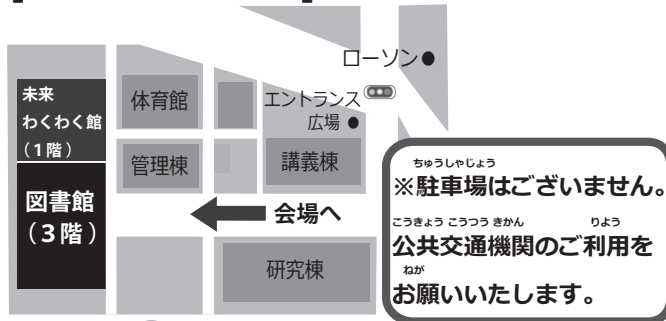 ローソン●
未来
わくわく館
（1階）
体育館
エントランス
広場 ●
管理棟
講義棟
図書館
（3階）
会場へ
研究棟
ちゅうしゃじょう
※駐車場はございません。
こうきょう こうつう きかん りよう
公共交通機関のご利用を
ねが
お願いいたします。